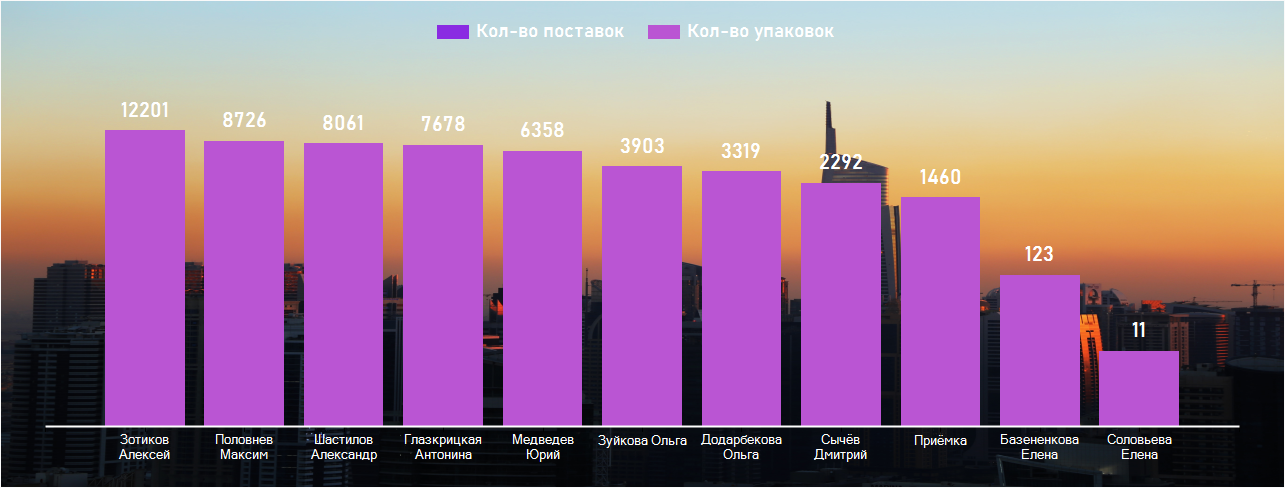 Кол-во поставок Кол-во упаковок
12201
8726
8061
7678
6358
3903
3319
2292
1460
123
11
Зотиков
Алексей
Половнев
Максим
Шастилов
Александр
Глазкрицкая
Антонина
Медведев
Юрий
Зуйкова Ольга
Додарбекова
Ольга
Сычёв
Дмитрий
Приёмка
Базененкова
Елена
Соловьева
Елена